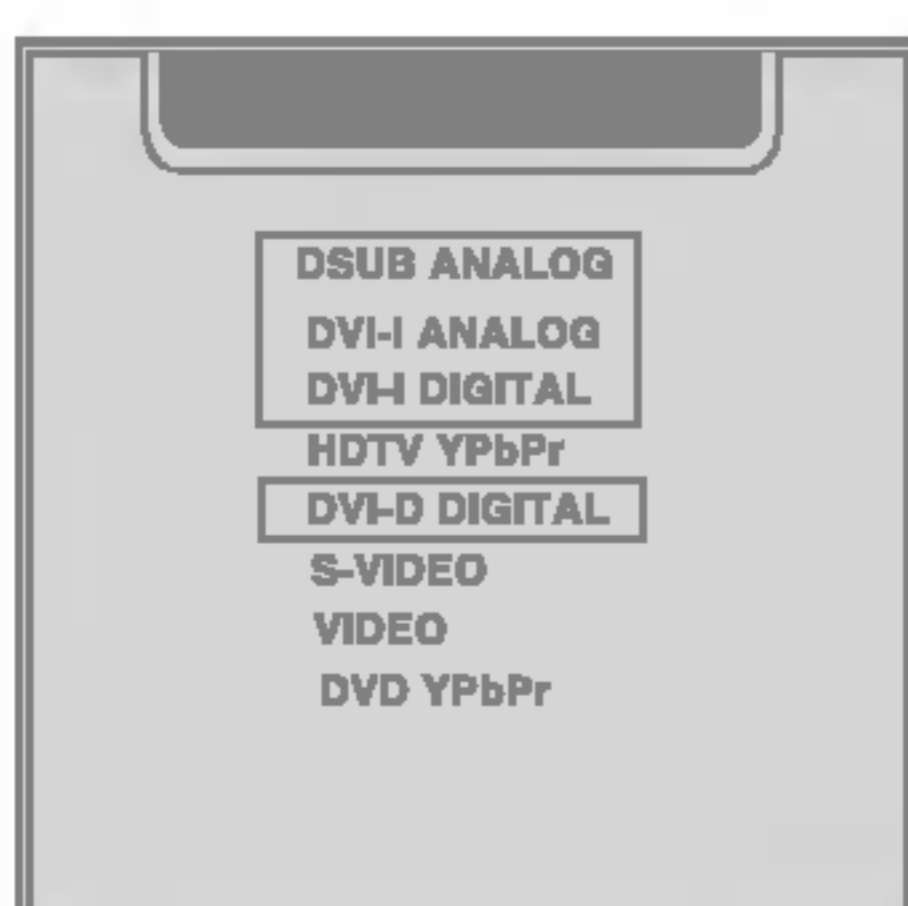 DSUB ANALOG
DVI-I ANALOG
DVI-I DIGITAL
HDTV YPbPr
DVI-D DIGITAL
S-VIDEO
VIDEO
DVD YPbPr